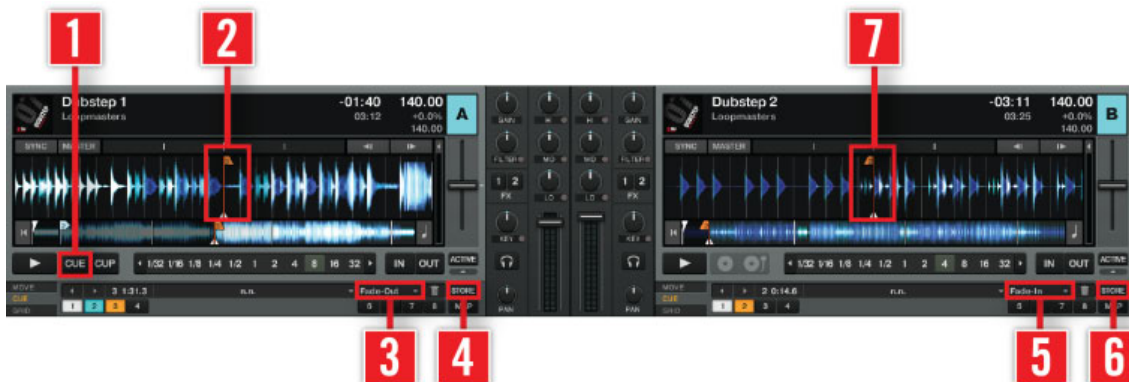 1
2
7
Dubstep 1
Loopmasters
-01:40
140.00
03:12
+0.0%
140.00
A
SYNC MASTER
GAIN HI HI GAIN
FILTER MID MID FILTER
1 2
FX
LO LO
1 2
FX
KEY KEY
PAN PAN
Dubstep 2
Loopmasters
-03:11
140.00
03:25
+0.0%
140.00
B
SYNC MASTER
CUE CUP 1/32 1/16 1/8 1/4 1/2 1 2 4 8 16 32 IN OUT ACTIVE
1/32 1/16 1/8 1/4 1/2 1 2 4 8 16 32 IN OUT ACTIVE
MOVE
CUE
GRID
3 1:31.3 n.n. Fade-Out STORE
1 2 3 4 6 7 8 MAP
MOVE
CUE
GRID
2 0:14.6 n.n. Fade-In STORE
1 2 3 4 6 7 8
3
4
5
6